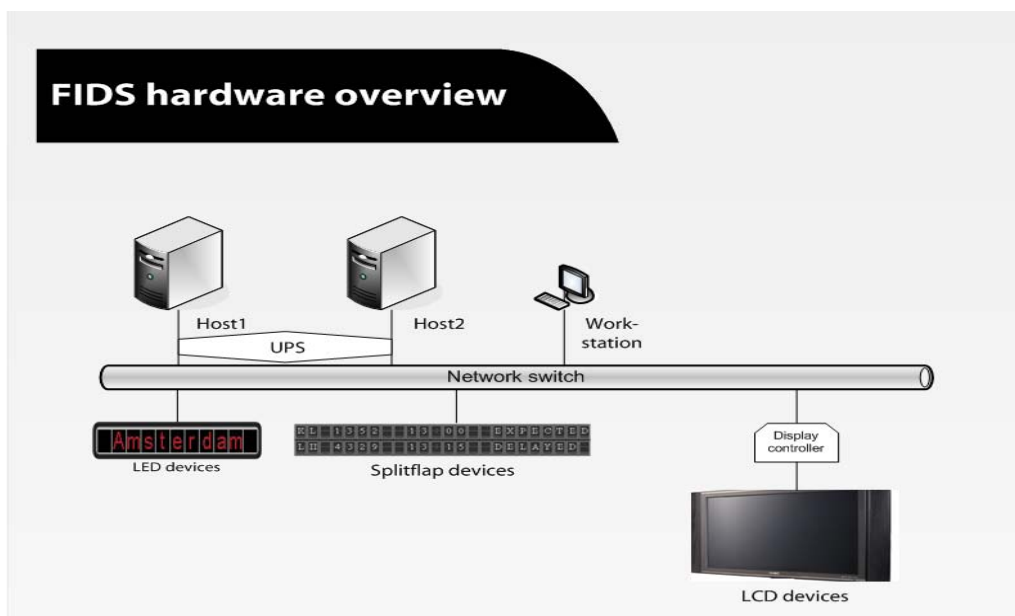 FIDS hardware overview
Host1
Host2
Work-
station
UPS
Network switch
Amsterdam
LED devices
KL 1352 13 00 EXPECTED
LH 4329 13 15 DELAYED
Splitflap devices
Display
controller
LCD devices